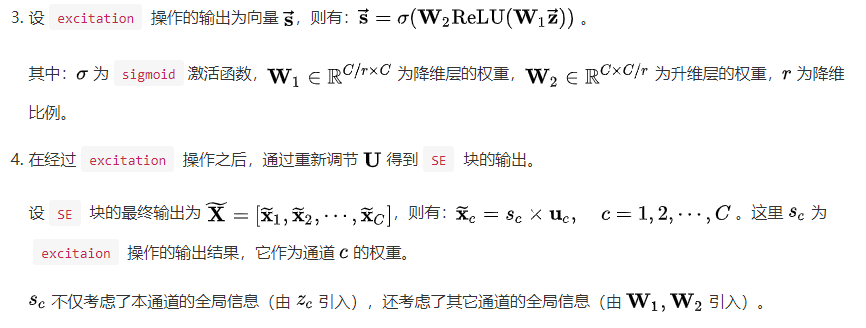 3. 设 excitation 操作的输出为向量 $\vec{\mathbf{s}}$，则有：$\vec{\mathbf{s}} = \sigma(\mathbf{W}_2 \text{ReLU}(\mathbf{W}_1 \vec{\mathbf{z}}))$ 。
其中：$\sigma$ 为 sigmoid 激活函数，$\mathbf{W}_1 \in \mathbb{R}^{C/r \times C}$ 为降维层的权重，$\mathbf{W}_2 \in \mathbb{R}^{C \times C/r}$ 为升维层的权重，$r$ 为降维
比例。
4. 在经过 excitation 操作之后，通过重新调节 $\mathbf{U}$ 得到 SE 块的输出。
设 SE 块的最终输出为 $\widetilde{\mathbf{X}} = [\tilde{\mathbf{x}}_1, \tilde{\mathbf{x}}_2, \cdots, \tilde{\mathbf{x}}_C]$，则有：$\tilde{\mathbf{x}}_c = s_c \times \mathbf{u}_c, \quad c = 1, 2, \cdots, C$ 。这里 $s_c$ 为
excitaion 操作的输出结果，它作为通道 $c$ 的权重。
$s_c$ 不仅考虑了本通道的全局信息（由 $z_c$ 引入），还考虑了其它通道的全局信息（由 $\mathbf{W}_1, \mathbf{W}_2$ 引入）。